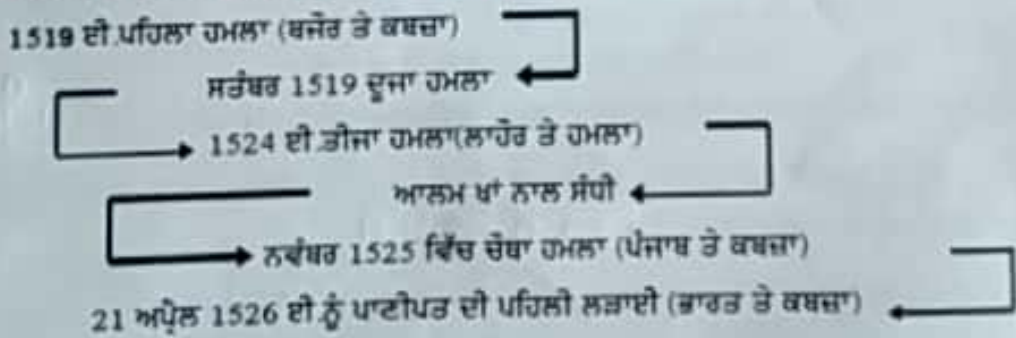 1519 ਈ.ਪਹਿਲਾ ਹਮਲਾ (ਬਜੌਰ ਤੇ ਕਬਜ਼ਾ)
ਸਤੰਬਰ 1519 ਦੂਜਾ ਹਮਲਾ
1524 ਈ.ਤੀਜਾ ਹਮਲਾ(ਲਾਹੌਰ ਤੇ ਹਮਲਾ)
ਆਲਮ ਖਾਂ ਨਾਲ ਸੰਧੀ
ਨਵੰਬਰ 1525 ਵਿੱਚ ਚੌਥਾ ਹਮਲਾ (ਪੰਜਾਬ ਤੇ ਕਬਜ਼ਾ)
21 ਅਪ੍ਰੈਲ 1526 ਈ.ਨੂੰ ਪਾਣੀਪਤ ਦੀ ਪਹਿਲੀ ਲੜਾਈ (ਭਾਰਤ ਤੇ ਕਬਜ਼ਾ)